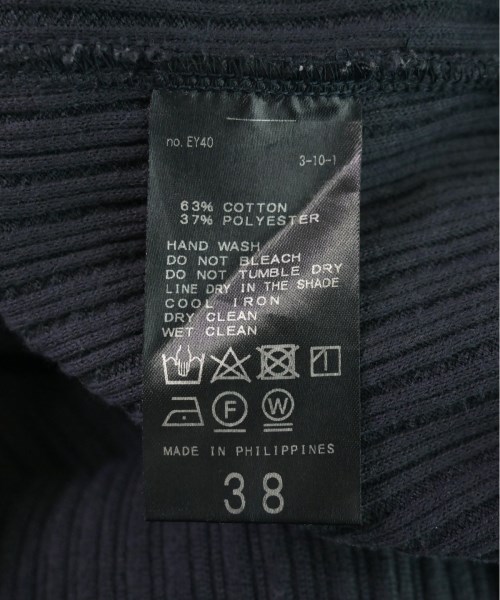 no. EY40
3-10-1
63% COTTON
37% POLYESTER
HAND WASH
DO NOT BLEACH
DO NOT TUMBLE DRY
LINE DRY IN THE SHADE
COOL IRON
DRY CLEAN
WET CLEAN
F W
MADE IN PHILIPPINES
38